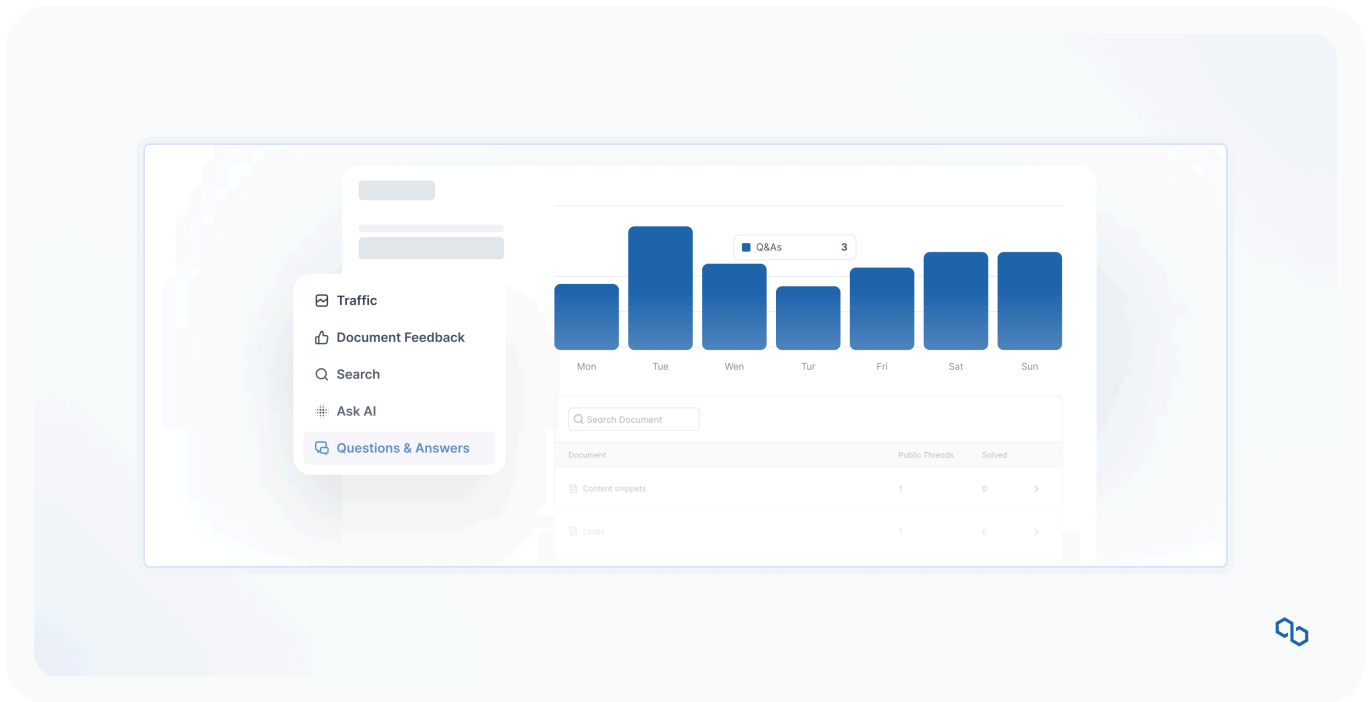 Q&As 3
Mon Tue Wen Tur Fri Sat Sun
Traffic
Document Feedback
Search
Ask AI
Questions & Answers
Search Document
Document Public Threads Solved
Content snippets 1 0
Limits 1 0